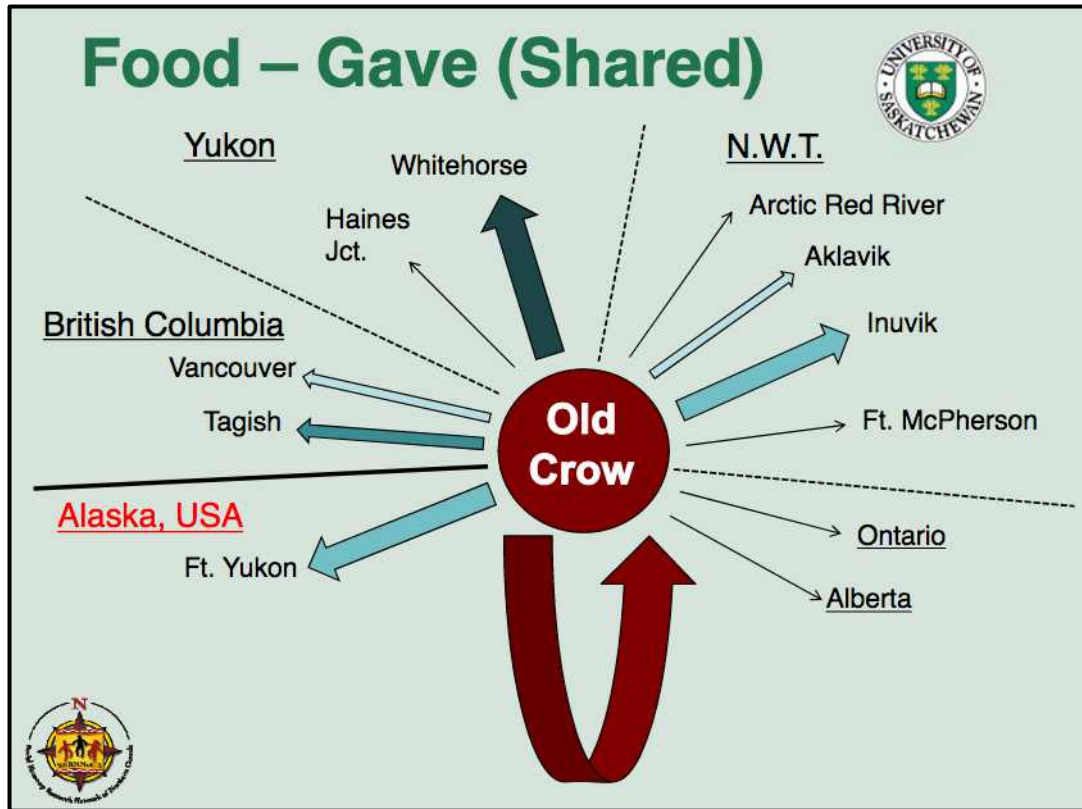 Food – Gave (Shared)
UNIVERSITY OF
SASKATCHEWAN
Yukon
Whitehorse
Haines
Jct.
N.W.T.
Arctic Red River
Aklavik
Inuvik
Ft. McPherson
British Columbia
Vancouver
Tagish
Old
Crow
Alaska, USA
Ft. Yukon
Ontario
Alberta
N